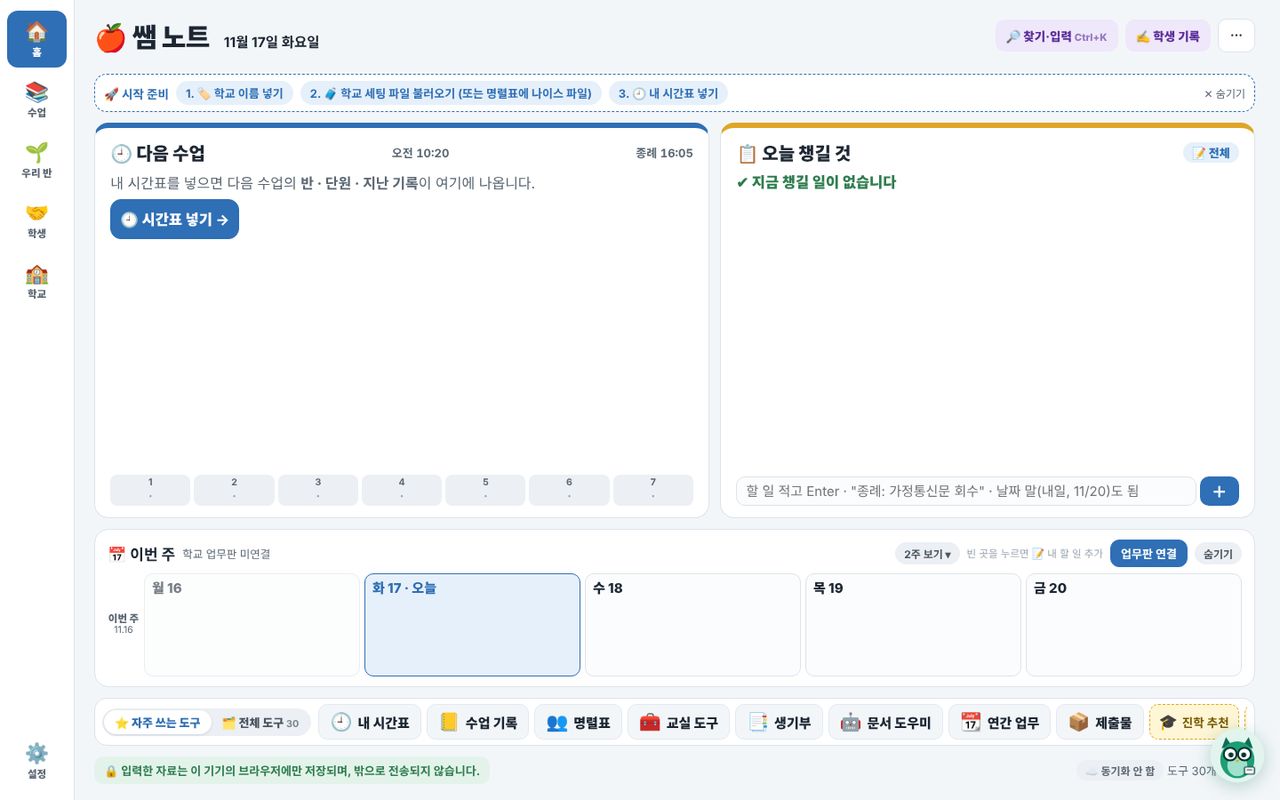 홈
수업
우리 반
학생
학교
설정
🍎 쌤 노트 11월 17일 화요일
🔎 찾기·입력 Ctrl+K ✍️ 학생 기록 ···
🚀 시작 준비 1. 🏷️ 학교 이름 넣기 2. 🧳 학교 세팅 파일 불러오기 (또는 명렬표에 나이스 파일) 3. 🕘 내 시간표 넣기 × 숨기기
🕘 다음 수업 오전 10:20 종례 16:05
내 시간표를 넣으면 다음 수업의 반 · 단원 · 지난 기록이 여기에 나옵니다.
🕘 시간표 넣기 →
1 2 3 4 5 6 7
· · · · · · ·
📋 오늘 챙길 것 📝 전체
✔ 지금 챙길 일이 없습니다
할 일 적고 Enter · "종례: 가정통신문 회수" · 날짜 말(내일, 11/20)도 됨 +
📅 이번 주 학교 업무판 미연결 2주 보기 ▾ 빈 곳을 누르면 📝 내 할 일 추가 업무판 연결 숨기기
이번 주
11.16
월 16 화 17 · 오늘 수 18 목 19 금 20
⭐ 자주 쓰는 도구 🗂️ 전체 도구 30 🕘 내 시간표 📒 수업 기록 👥 명렬표 🧰 교실 도구 📑 생기부 🤖 문서 도우미 📆 연간 업무 📦 제출물 🎓 진학 추천
🔒 입력한 자료는 이 기기의 브라우저에만 저장되며, 밖으로 전송되지 않습니다. ☁️ 동기화 안 함 도구 30개